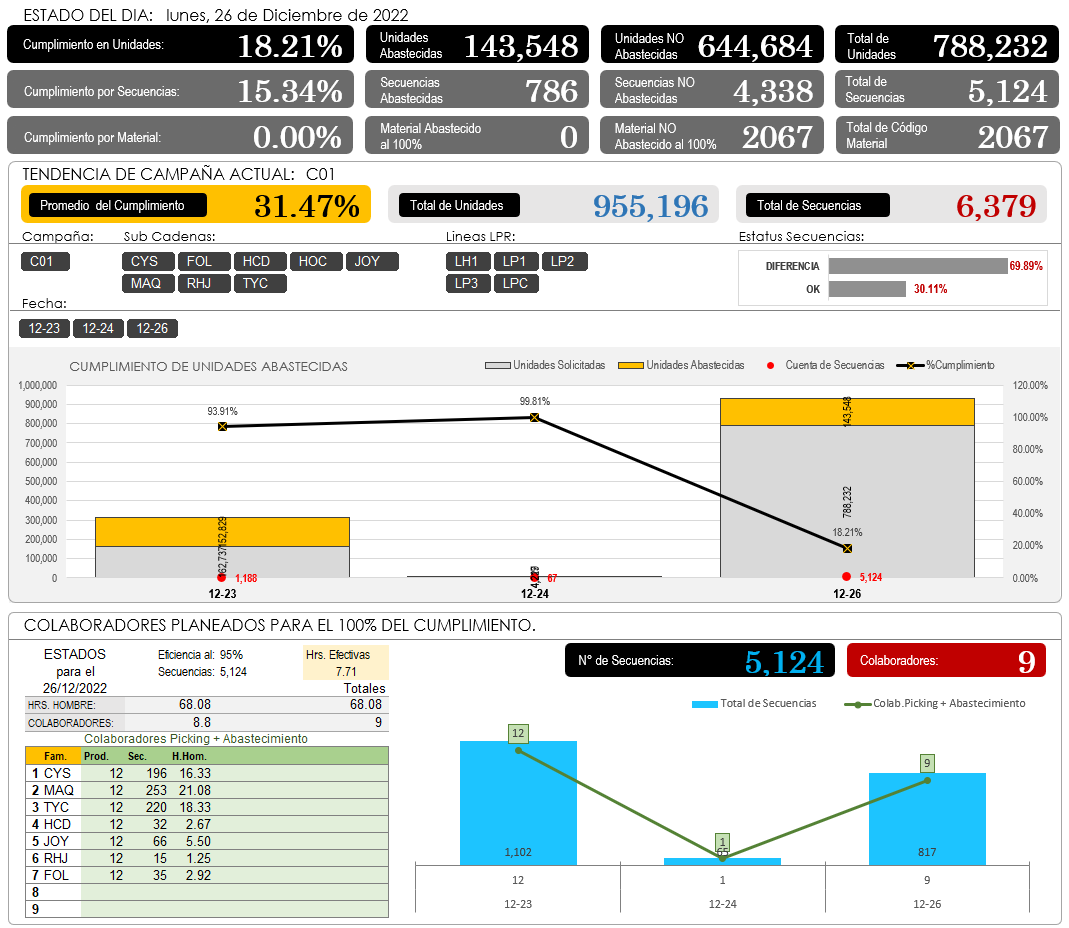 ESTADO DEL DIA: lunes, 26 de Diciembre de 2022
Cumplimiento en Unidades: 18.21%
Unidades Abastecidas 143,548
Unidades NO Abastecidas 644,684
Total de Unidades 788,232
Cumplimiento por Secuencias: 15.34%
Secuencias Abastecidas 786
Secuencias NO Abastecidas 4,338
Total de Secuencias 5,124
Cumplimiento por Material: 0.00%
Material Abastecido al 100% 0
Material NO Abastecido al 100% 2067
Total de Código Material 2067
TENDENCIA DE CAMPAÑA ACTUAL: C01
Promedio del Cumplimiento 31.47%
Total de Unidades 955,196
Total de Secuencias 6,379
Campaña: Sub Cadenas: Lineas LPR: Estatus Secuencias:
C01 CYS FOL HCD HOC JOY LH1 LP1 LP2
MAQ RHJ TYC LP3 LPC
DIFERENCIA 69.89%
OK 30.11%
Fecha:
12-23 12-24 12-26
CUMPLIMIENTO DE UNIDADES ABASTECIDAS
Unidades Solicitadas Unidades Abastecidas Cuenta de Secuencias %Cumplimiento
1,000,000 120.00%
900,000 100.00%
800,000 80.00%
700,000 60.00%
600,000 40.00%
500,000 20.00%
400,000 0.00%
300,000
200,000
100,000
0
93.91% 99.81% 18.21%
152,829 143,548
162,737 788,232
1,188 67 5,124
12-23 12-24 12-26
COLABORADORES PLANEADOS PARA EL 100% DEL CUMPLIMIENTO.
ESTADOS Eficiencia al: 95% Hrs. Efectivas
para el Secuencias: 5,124 7.71
26/12/2022 Totales
HRS. HOMBRE: 68.08 68.08
COLABORADORES: 8.8 9
Colaboradores Picking + Abastecimiento
Fam. Prod. Sec. H.Hom.
1 CYS 12 196 16.33
2 MAQ 12 253 21.08
3 TYC 12 220 18.33
4 HCD 12 32 2.67
5 JOY 12 66 5.50
6 RHJ 12 15 1.25
7 FOL 12 35 2.92
8
9
N° de Secuencias: 5,124
Colaboradores: 9
Total de Secuencias Colab.Picking + Abastecimiento
12 1 9
1,102 65 817
12 1 9
12-23 12-24 12-26